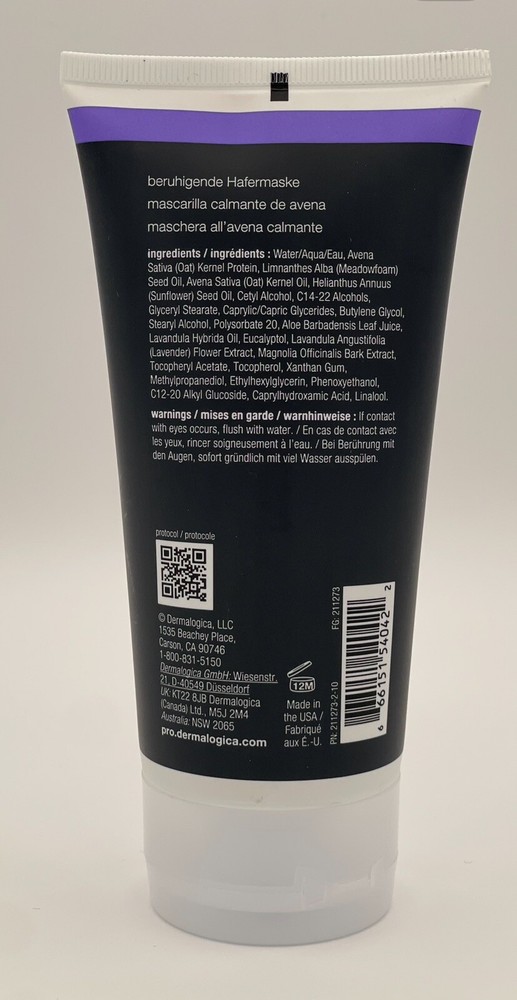 beruhigende Hafermaske
mascarilla calmante de avena
maschera all'avena calmante
ingredients / ingrédients : Water/Aqua/Eau, Avena
Sativa (Oat) Kernel Protein, Limnanthes Alba (Meadowfoam)
Seed Oil, Avena Sativa (Oat) Kernel Oil, Helianthus Annuus
(Sunflower) Seed Oil, Cetyl Alcohol, C14-22 Alcohols,
Glyceryl Stearate, Caprylic/Capric Glycerides, Butylene Glycol,
Stearyl Alcohol, Polysorbate 20, Aloe Barbadensis Leaf Juice,
Lavandula Hybrida Oil, Eucalyptol, Lavandula Angustifolia
(Lavender) Flower Extract, Magnolia Officinalis Bark Extract,
Tocopheryl Acetate, Tocopherol, Xanthan Gum,
Methylpropanediol, Ethylhexylglycerin, Phenoxyethanol,
C12-20 Alkyl Glucoside, Caprylhydroxamic Acid, Linalool.
warnings / mises en garde / warnhinweise : If contact
with eyes occurs, flush with water. / En cas de contact avec
les yeux, rincer soigneusement à l'eau. / Bei Berührung mit
den Augen, sofort gründlich mit viel Wasser ausspülen.
protocol / protocole
© Dermalogica, LLC
1535 Beachey Place,
Carson, CA 90746
1-800-831-5150
Dermalogica GmbH: Wiesenstr.
21, D-40549 Düsseldorf
UK: KT22 8JB Dermalogica
(Canada) Ltd., M5J 2M4
Australia: NSW 2065
pro.dermalogica.com
12M
Made in
the USA /
Fabriqué
aux É.-U.
PN: 211273-2-10
FG: 211273
6 66151 54042 2